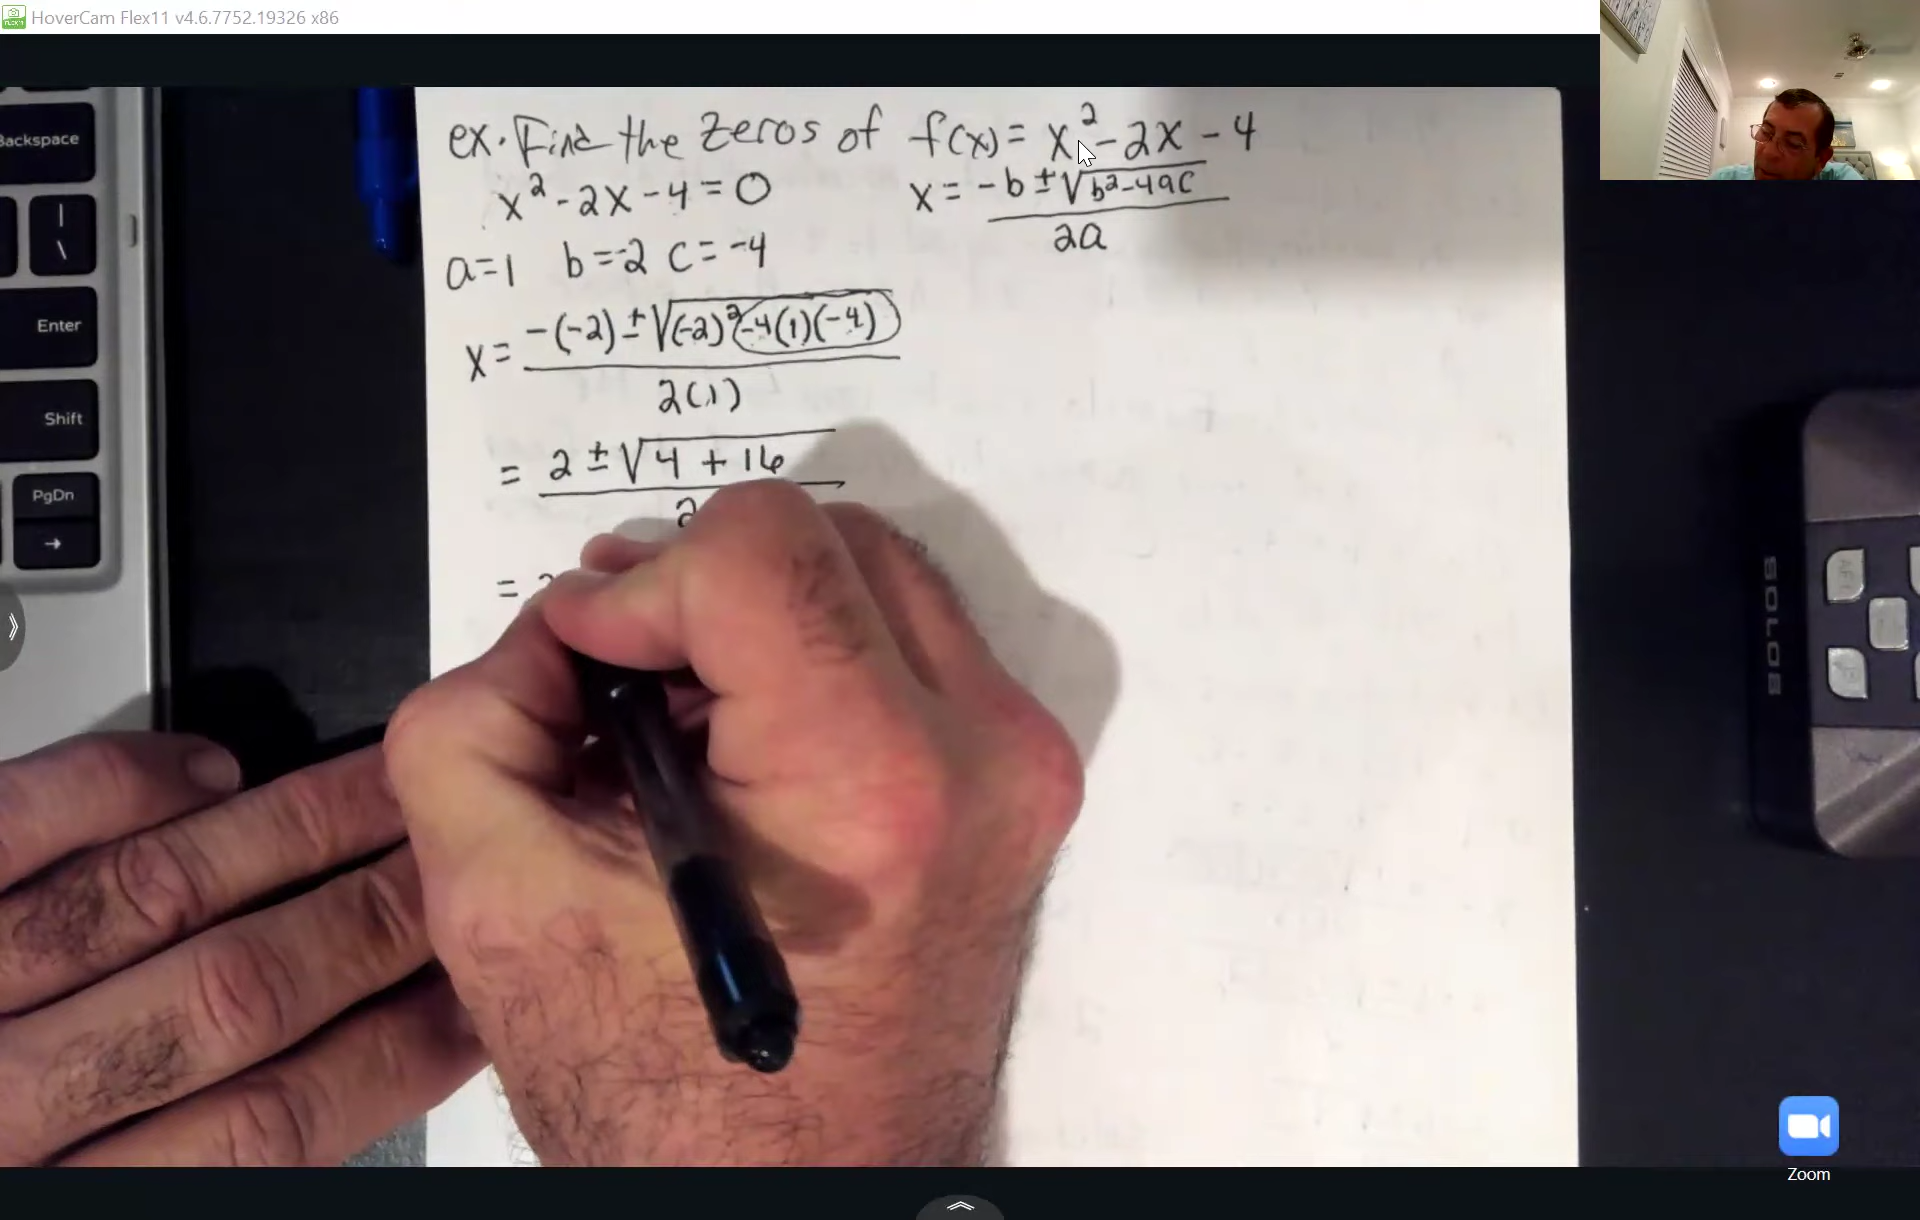 HoverCam Flex11 v4.6.7752.19326 x86
ex. Find the zeros of f(x) = x² - 2x - 4
x² - 2x - 4 = 0
x = -b ± √(b² - 4ac) / 2a
a = 1 b = -2 c = -4
x = -(-2) ± √((-2)² - 4(1)(-4)) / 2(1)
= 2 ± √(4 + 16) / 2
=
Backspace
|
\
Enter
Shift
PgDn
→
SOLO8
Zoom